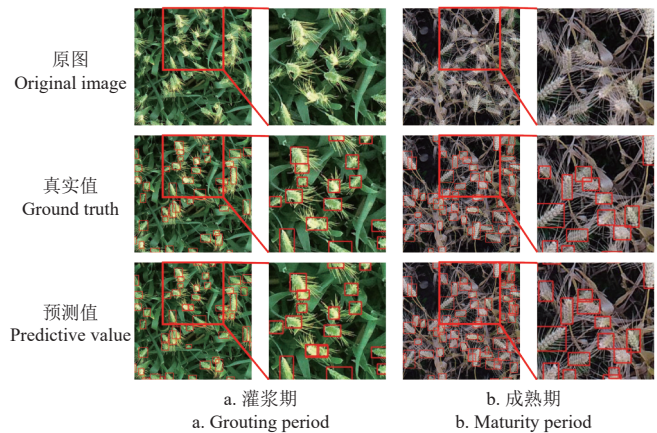 原图
Original image
真实值
Ground truth
预测值
Predictive value
a. 灌浆期
a. Grouting period
b. 成熟期
b. Maturity period